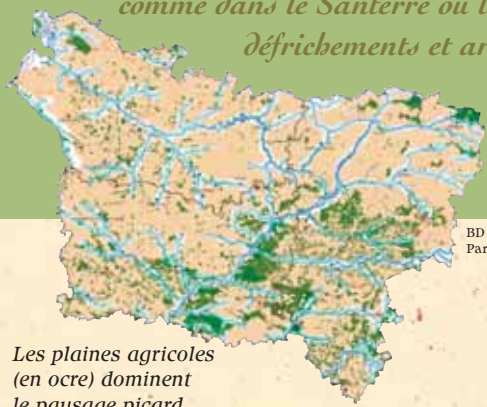 comme dans le Santerre ou l
défrichements et ar
BD
Par
Les plaines agricoles
(en ocre) dominent
le paysage picard